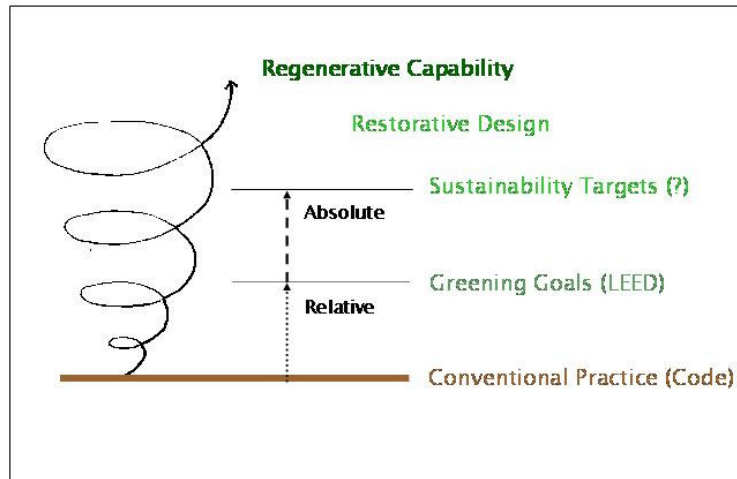 Regenerative Capability
Restorative Design
Sustainability Targets (?)
Absolute
Greening Goals (LEED)
Relative
Conventional Practice (Code)